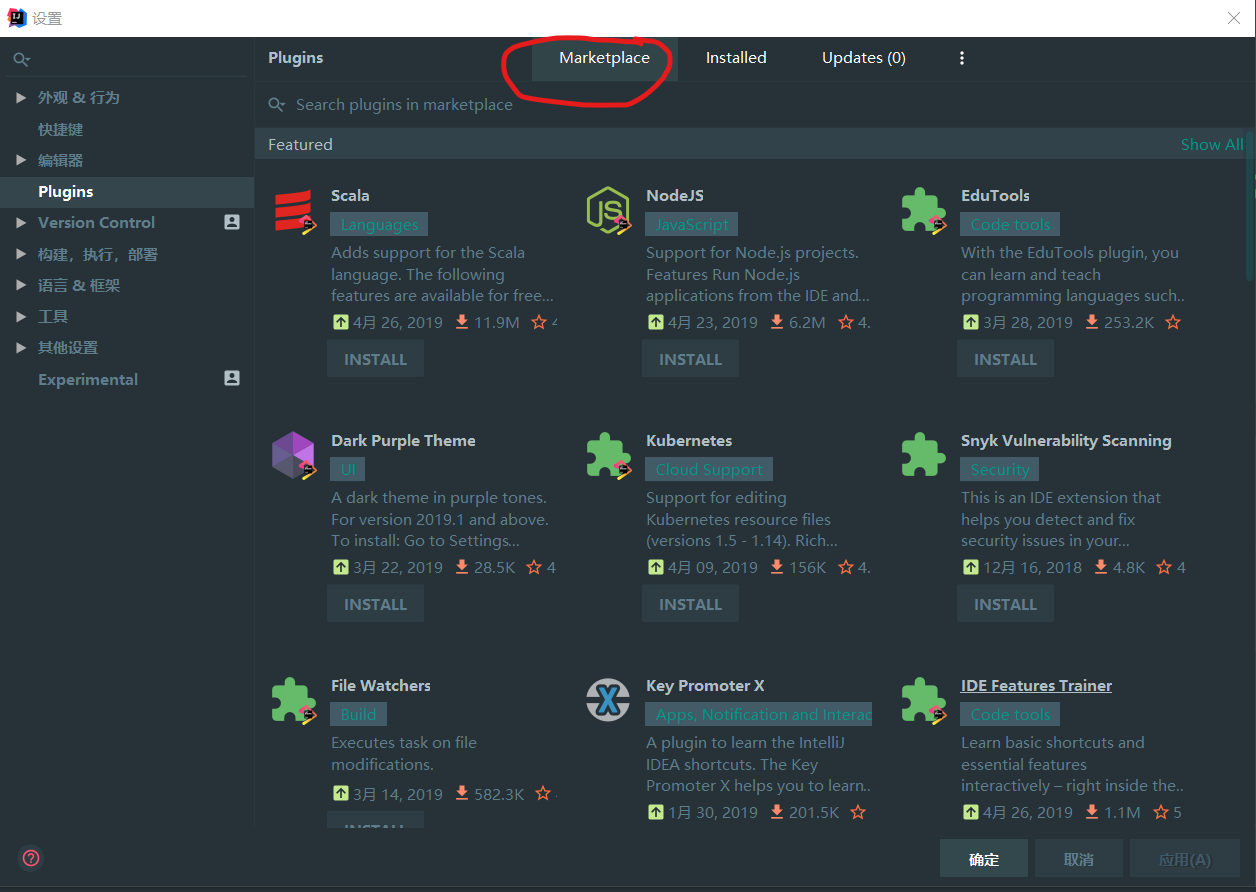 设置
Plugins
Marketplace
Installed
Updates (0)
Search plugins in marketplace
Featured
Show All
外观 & 行为
快捷键
编辑器
Plugins
Version Control
构建，执行，部署
语言 & 框架
工具
其他设置
Experimental
Scala
Languages
Adds support for the Scala
language. The following
features are available for free...
4月 26, 2019 11.9M 4
INSTALL
NodeJS
JavaScript
Support for Node.js projects.
Features Run Node.js
applications from the IDE and...
4月 23, 2019 6.2M 4.
INSTALL
EduTools
Code tools
With the EduTools plugin, you
can learn and teach
programming languages such..
3月 28, 2019 253.2K
INSTALL
Dark Purple Theme
UI
A dark theme in purple tones.
For version 2019.1 and above.
To install: Go to Settings...
3月 22, 2019 28.5K 4
INSTALL
Kubernetes
Cloud Support
Support for editing
Kubernetes resource files
(versions 1.5 - 1.14). Rich...
4月 09, 2019 156K 4.
INSTALL
Snyk Vulnerability Scanning
Security
This is an IDE extension that
helps you detect and fix
security issues in your...
12月 16, 2018 4.8K 4
INSTALL
File Watchers
Build
Executes task on file
modifications.
3月 14, 2019 582.3K
INSTALL
Key Promoter X
Apps, Notification and Interac
A plugin to learn the IntelliJ
IDEA shortcuts. The Key
Promoter X helps you to learn..
1月 30, 2019 201.5K
IDE Features Trainer
Code tools
Learn basic shortcuts and
essential features
interactively – right inside the..
4月 26, 2019 1.1M 5
确定
取消
应用(A)